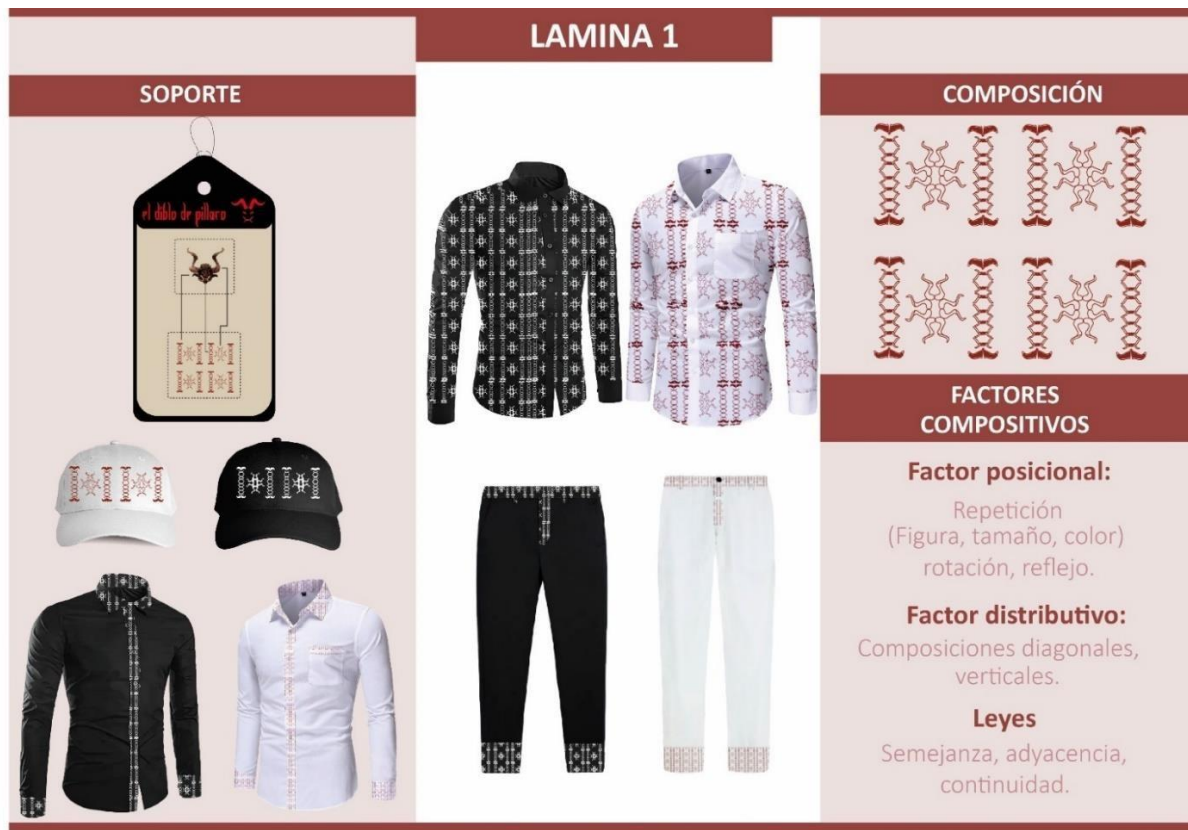 LAMINA 1
SOPORTE
el diblo de pillaro
COMPOSICIÓN
FACTORES
COMPOSITIVOS
Factor posicional:
Repetición
(Figura, tamaño, color)
rotación, reflejo.
Factor distributivo:
Composiciones diagonales,
verticales.
Leyes
Semejanza, adyacencia,
continuidad.